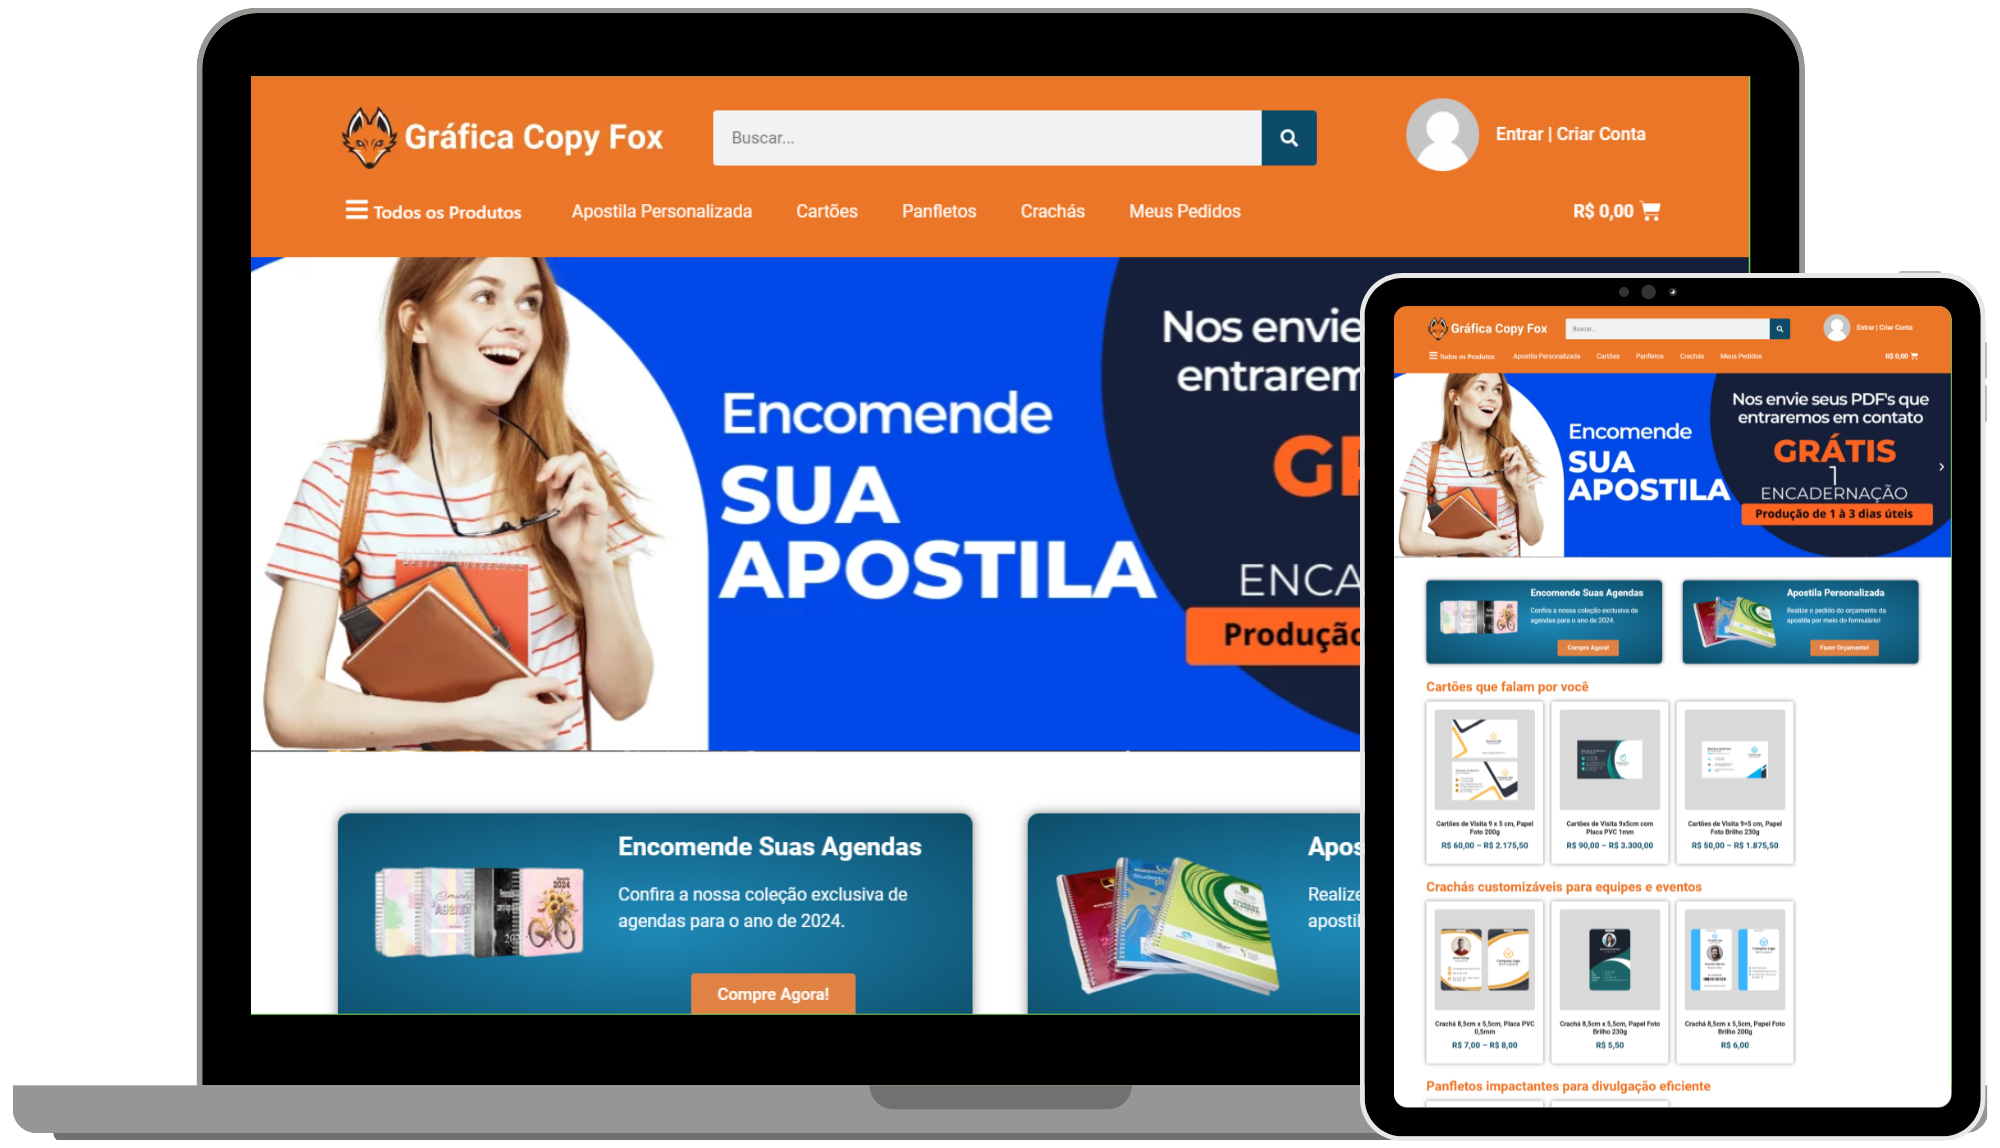 Gráfica Copy Fox
Buscar...
Entrar | Criar Conta
Todos os Produtos
Apostila Personalizada
Cartões
Panfletos
Crachás
Meus Pedidos
R$ 0,00
Encomende
SUA
APOSTILA
Nos envie
entrarem
ENCA
Produção
Encomende Suas Agendas
Confira a nossa coleção exclusiva de
agendas para o ano de 2024.
Compre Agora!
2024
Apos
Realize
apostil
Gráfica Copy Fox
Buscar...
Entrar | Criar Conta
Todos os Produtos
Apostila Personalizada
Cartões
Panfletos
Crachás
Meus Pedidos
R$ 0,00
Encomende
SUA
APOSTILA
Nos envie seus PDF's que
entraremos em contato
GRÁTIS
1
ENCADERNAÇÃO
Produção de 1 à 3 dias úteis
Encomende Suas Agendas
Confira a nossa coleção exclusiva de
agendas para o ano de 2024.
Compre Agora!
Apostila Personalizada
Realize o pedido do orçamento da
apostila por meio do formulário!
Fazer Orçamento!
Cartões que falam por você
Cartões de Visita 9 x 5 cm, Papel
Foto 200g
R$ 60,00 – R$ 2.175,50
Cartões de Visita 9x5cm com
Placa PVC 1mm
R$ 90,00 – R$ 3.300,00
Cartões de Visita 9×5 cm, Papel
Foto Brilho 230g
R$ 50,00 – R$ 1.875,50
Crachás customizáveis para equipes e eventos
Crachá 8,5cm x 5,5cm, Placa PVC
0,5mm
R$ 7,00 – R$ 8,00
Crachá 8,5cm x 5,5cm, Papel Foto
Brilho 230g
R$ 5,50
Crachá 8,5cm x 5,5cm, Papel Foto
Brilho 200g
R$ 6,00
Panfletos impactantes para divulgação eficiente